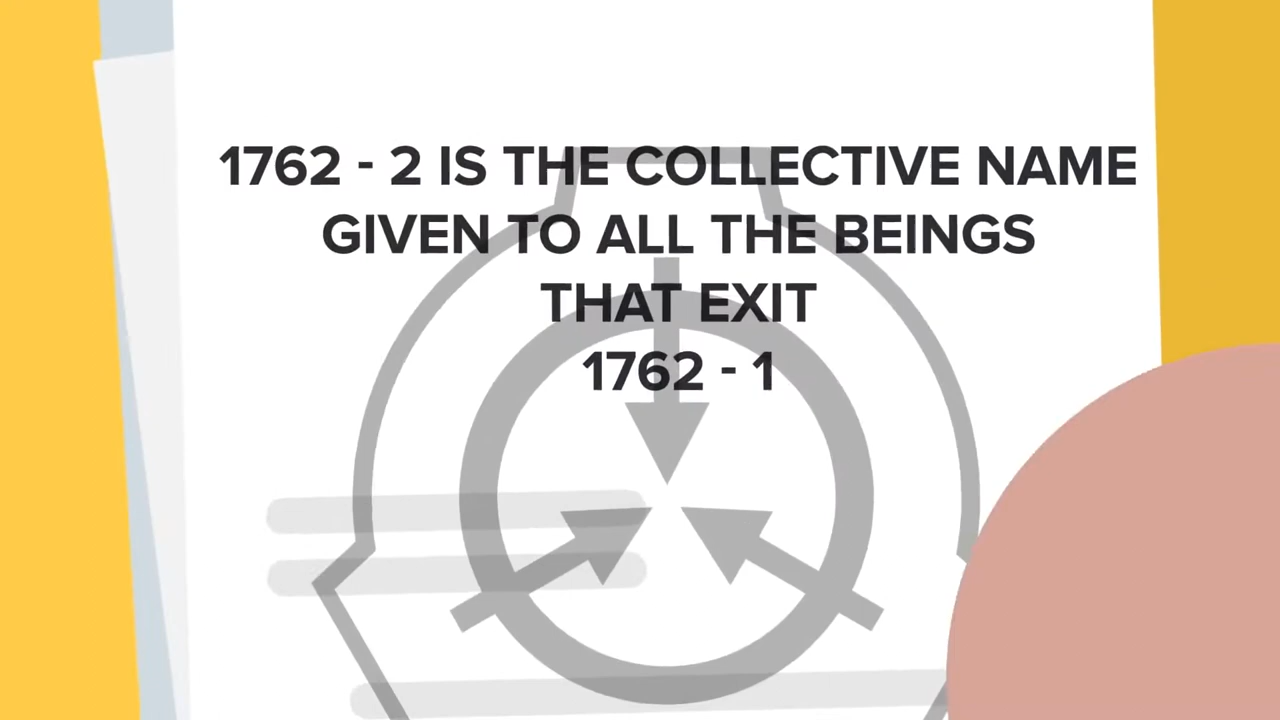 1762 - 2 IS THE COLLECTIVE NAME
GIVEN TO ALL THE BEINGS
THAT EXIT
1762 - 1